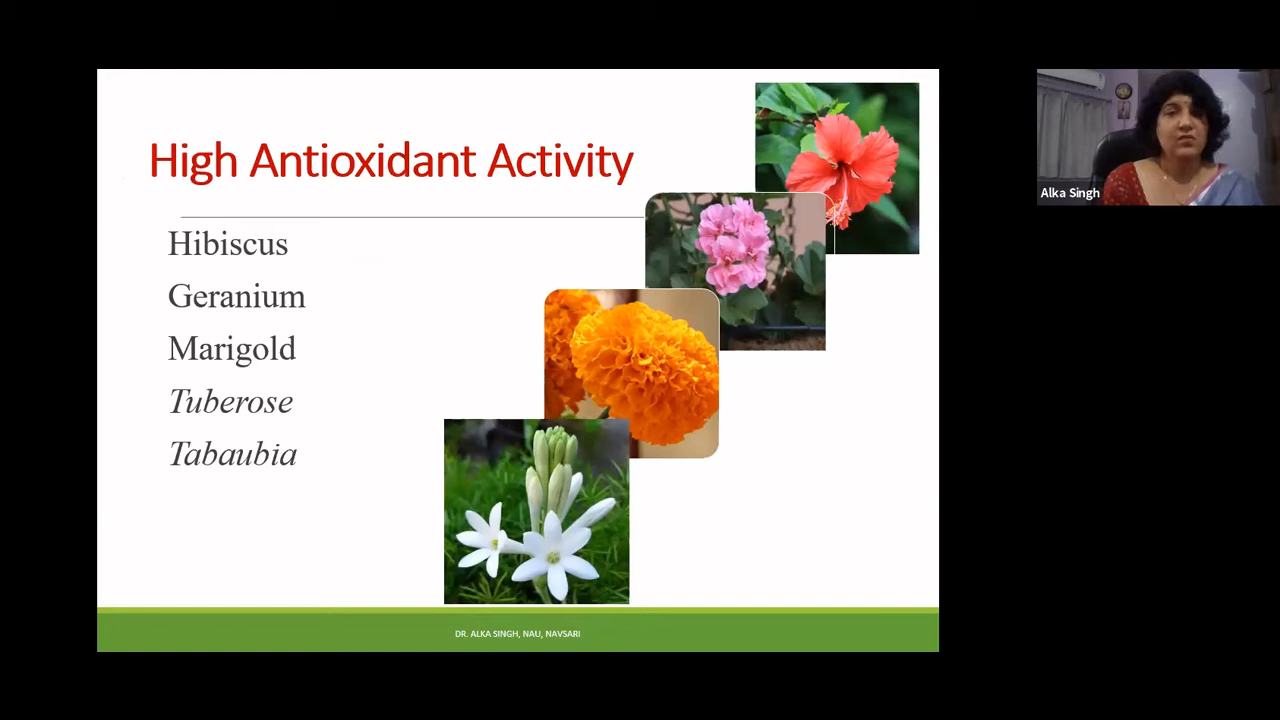 High Antioxidant Activity
Hibiscus
Geranium
Marigold
Tuberose
Tabaubia
DR. ALKA SINGH, NAU, NAVSARI
Alka Singh